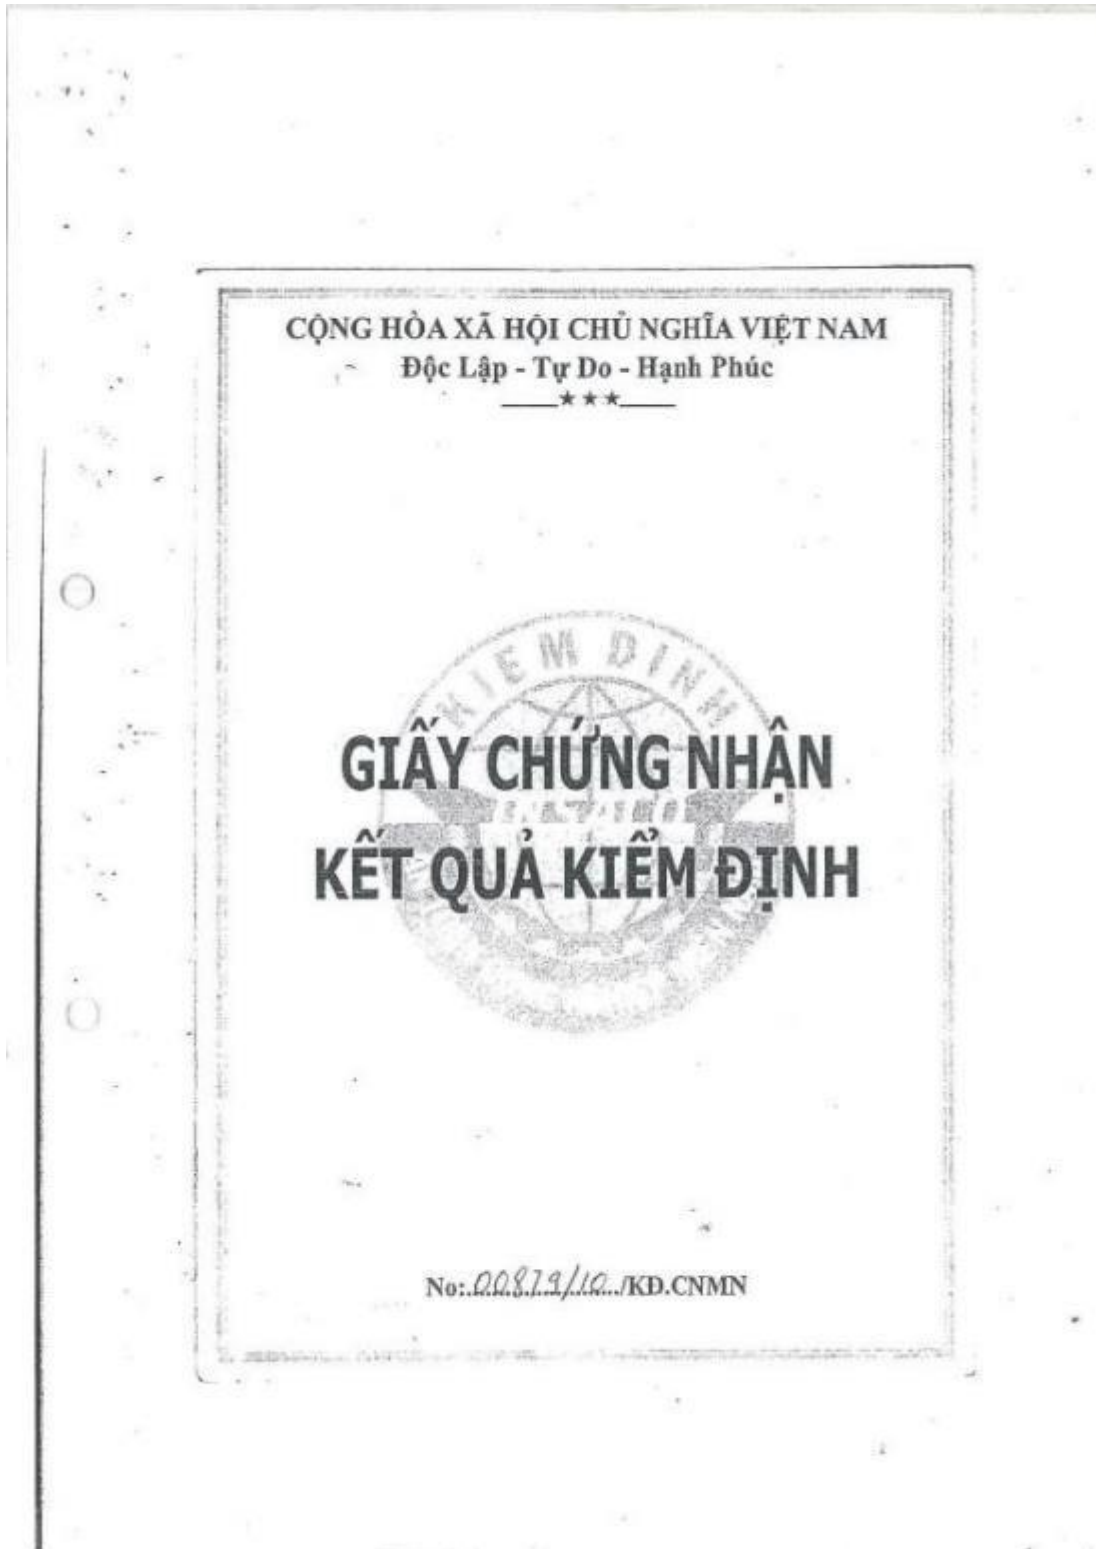 CỘNG HÒA XÃ HỘI CHỦ NGHĨA VIỆT NAM
Độc Lập - Tự Do - Hạnh Phúc
★★★
KIEM DINH
GIẤY CHỨNG NHẬN
KẾT QUẢ KIỂM ĐỊNH
No:.00879/10../KD.CNMN